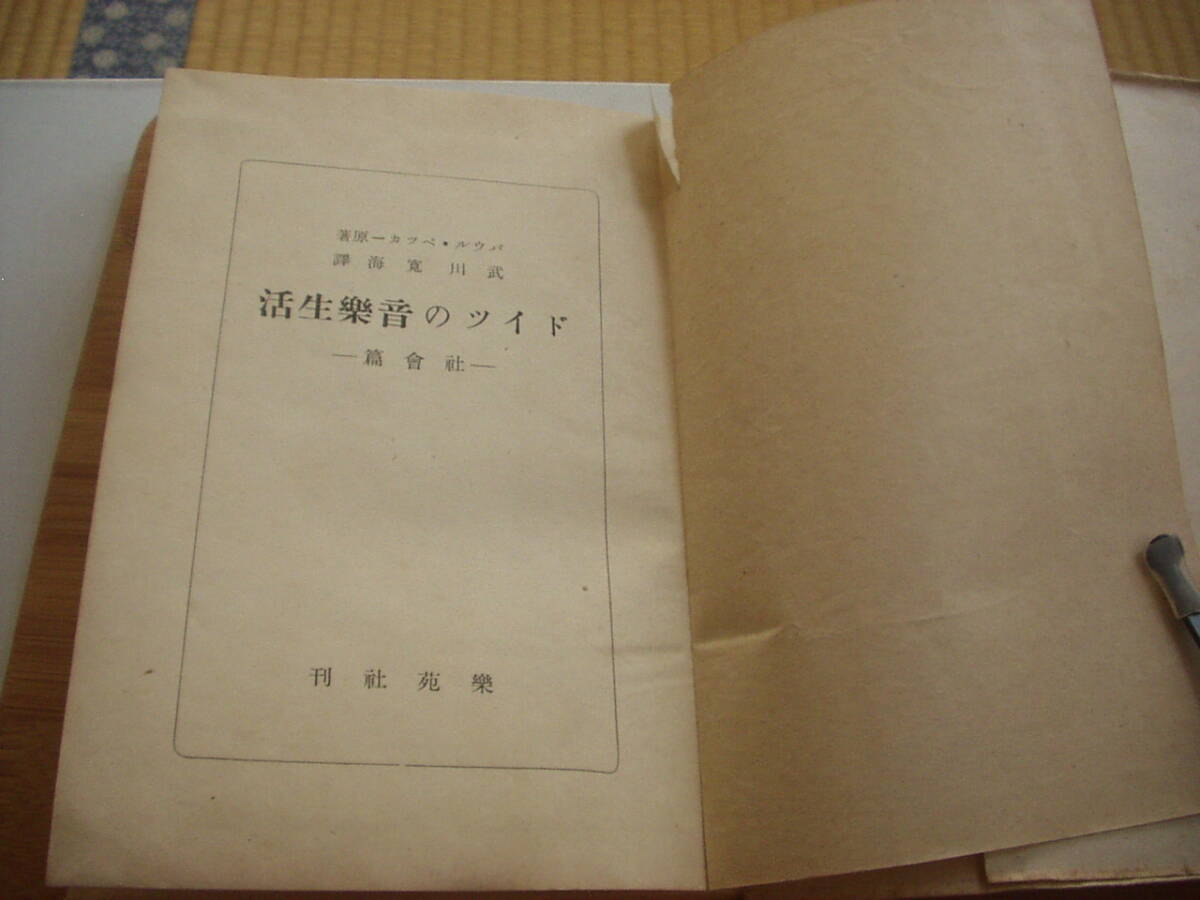 パウル・ベッカー原著
武川寛海譯
ドイツの音樂生活
―社會篇―
樂苑社刊